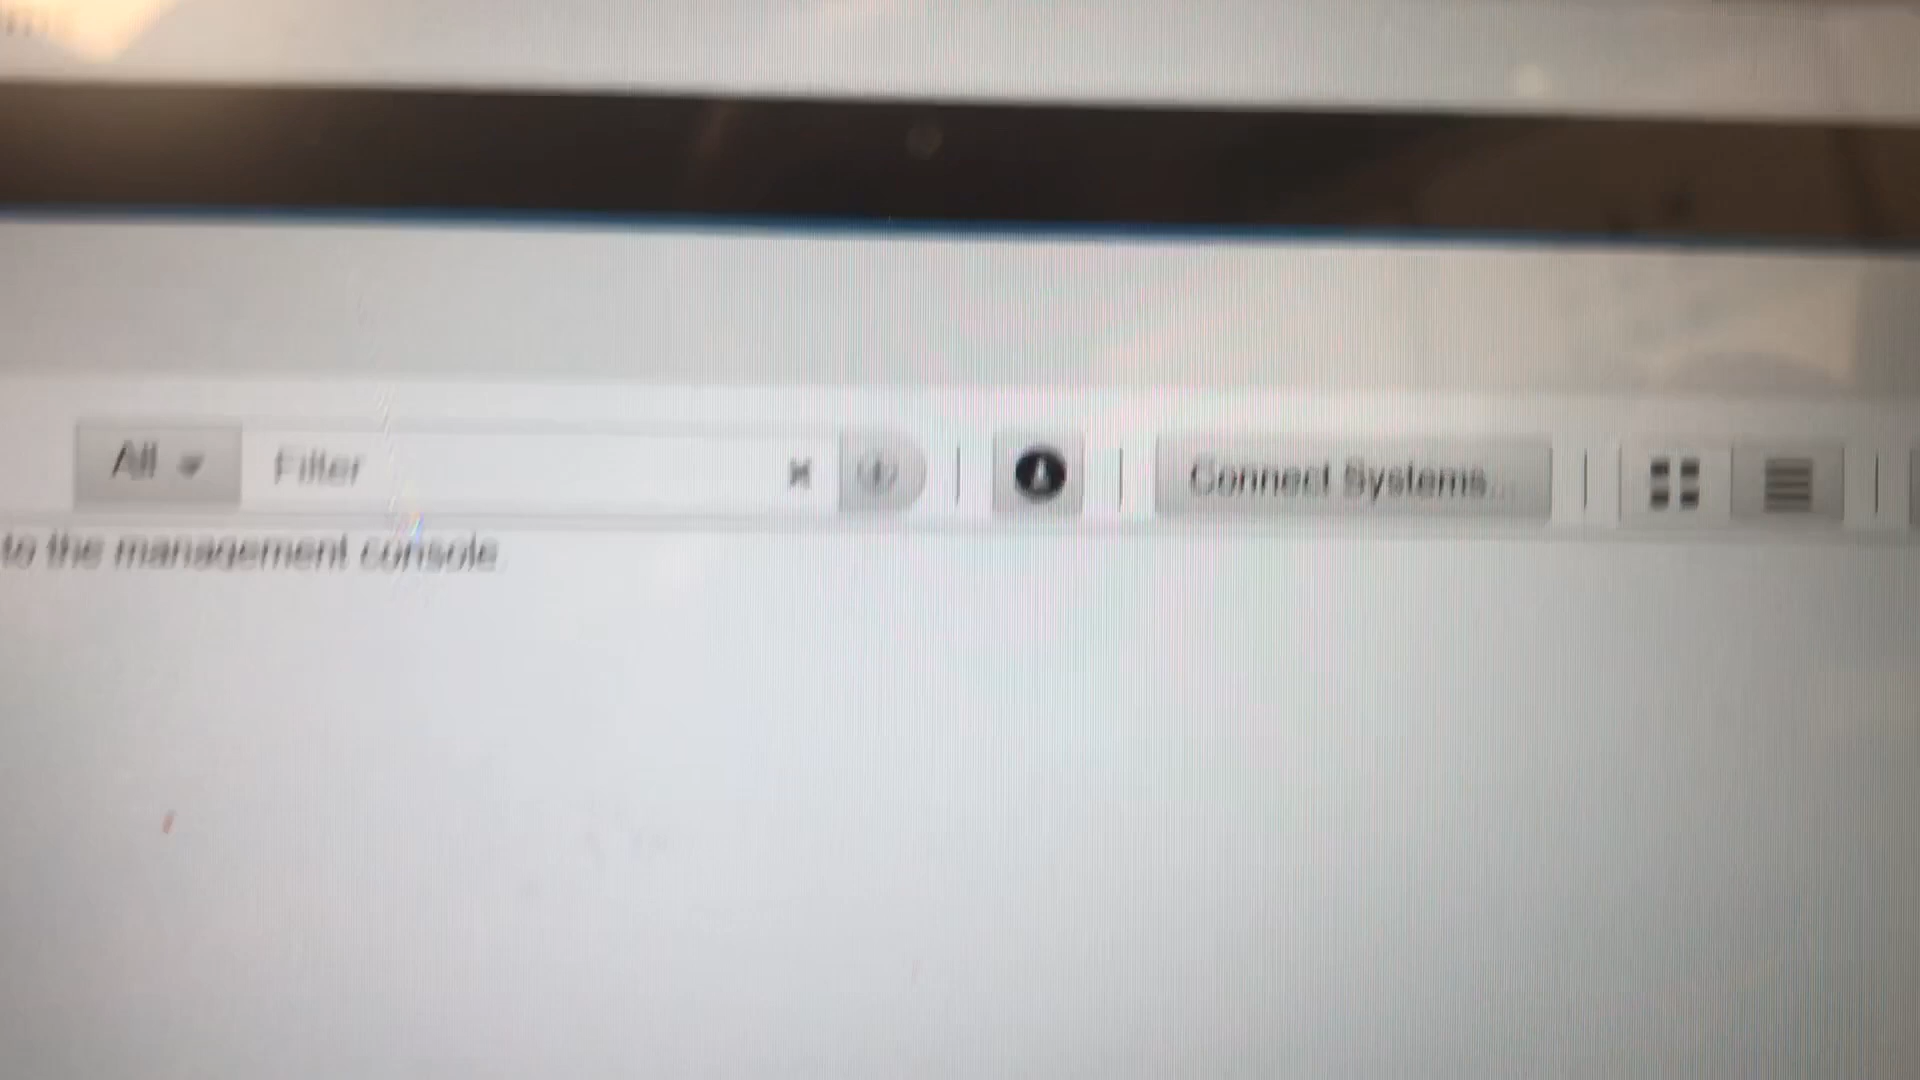 All Filter Connect Systems...
to the management console